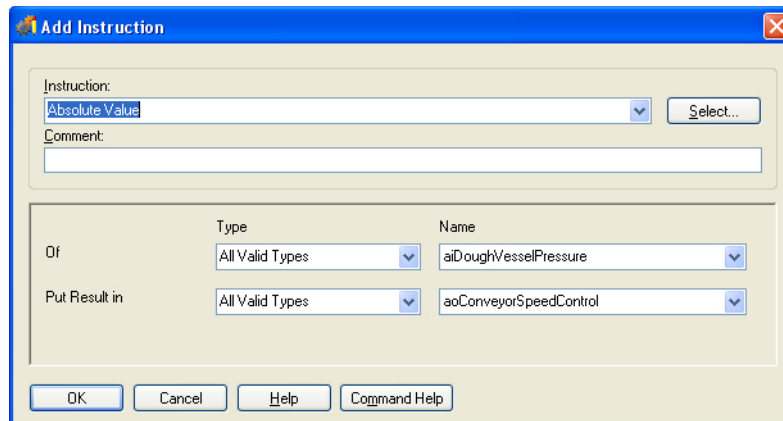 Add Instruction
Instruction:
Absolute Value
Select...
Comment:
Type Name
Of All Valid Types aiDoughVesselPressure
Put Result in All Valid Types aoConveyorSpeedControl
OK Cancel Help Command Help